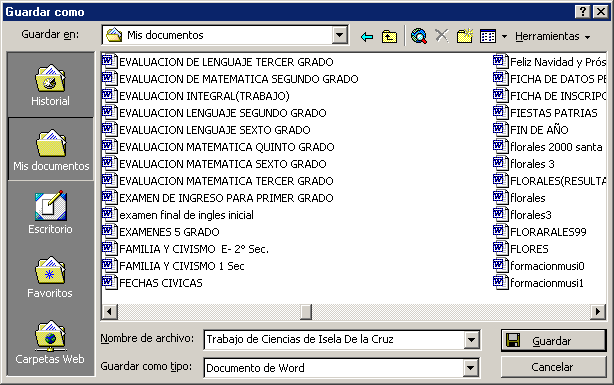 Guardar como
Guardar en: Mis documentos Herramientas
Historial
Mis documentos
Escritorio
Favoritos
Carpetas Web
EVALUACION DE LENGUAJE TERCER GRADO
EVALUACION DE MATEMATICA SEGUNDO GRADO
EVALUACION INTEGRAL(TRABAJO)
EVALUACION LENGUAJE SEGUNDO GRADO
EVALUACION LENGUAJE SEXTO GRADO
EVALUACION MATEMATICA QUINTO GRADO
EVALUACION MATEMATICA SEXTO GRADO
EVALUACION MATEMATICA TERCER GRADO
EXAMEN DE INGRESO PARA PRIMER GRADO
examen final de ingles inicial
EXAMENES 5 GRADO
FAMILIA Y CIVISMO E- 2° Sec.
FAMILIA Y CIVISMO 1 Sec
FECHAS CIVICAS
Feliz Navidad y Prós
FICHA DE DATOS PE
FICHA DE INSCRIPC
FIESTAS PATRIAS
FIN DE AÑO
florales 2000 santa
florales 3
FLORALES(RESULTA
florales
florales3
FLORARALES99
FLORES
formacionmusi0
formacionmusi1
Nombre de archivo: Trabajo de Ciencias de Isela De la Cruz Guardar
Guardar como tipo: Documento de Word Cancelar